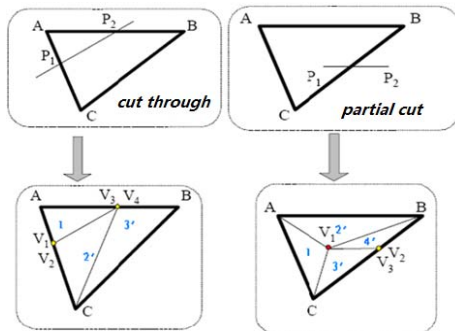 A
P2
B
P1
C
cut through
A
B
P1
P2
C
partial cut
A
V3 V4
B
1
3'
V1
V2
2'
C
A
B
V1
2'
4'
V2
1
V3
3'
C